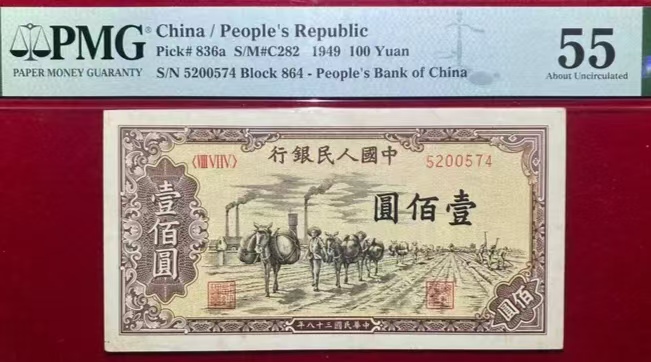 PMG
PAPER MONEY GUARANTY
China / People's Republic
Pick# 836a S/M#C282 1949 100 Yuan
S/N 5200574 Block 864 - People's Bank of China
55
About Uncirculated
行銀民人國中
〈VIII VI IV〉
5200574
圓佰壹
壹佰圓
佰圓
年八十三國民華中